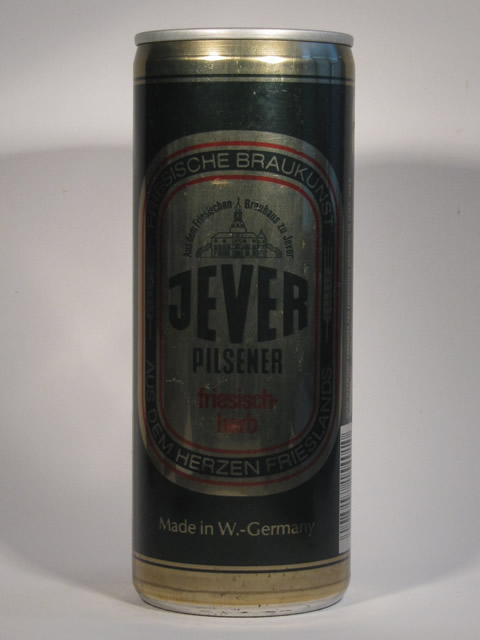 FRIESISCHE BRAUKUNST
Aus dem Friesischen Brauhaus zu Jever
JEVER
PILSENER
friesisch-
herb
AUS DEM HERZEN FRIESLANDS
Made in W.-Germany